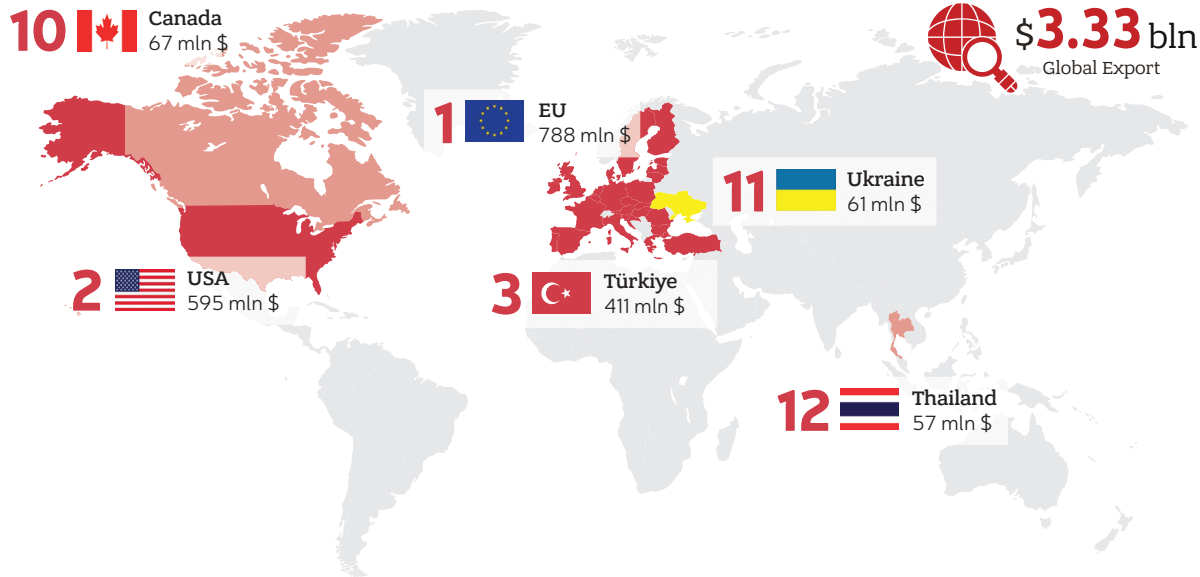 10
Canada
67 mln $
$3.33 bln
Global Export
1
EU
788 mln $
11
Ukraine
61 mln $
2
USA
595 mln $
3
Türkiye
411 mln $
12
Thailand
57 mln $